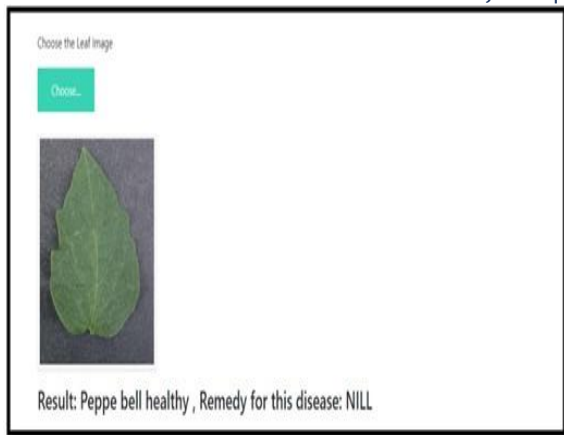 Choose the Leaf Image
Choose...
Result: Peppe bell healthy , Remedy for this disease: NILL